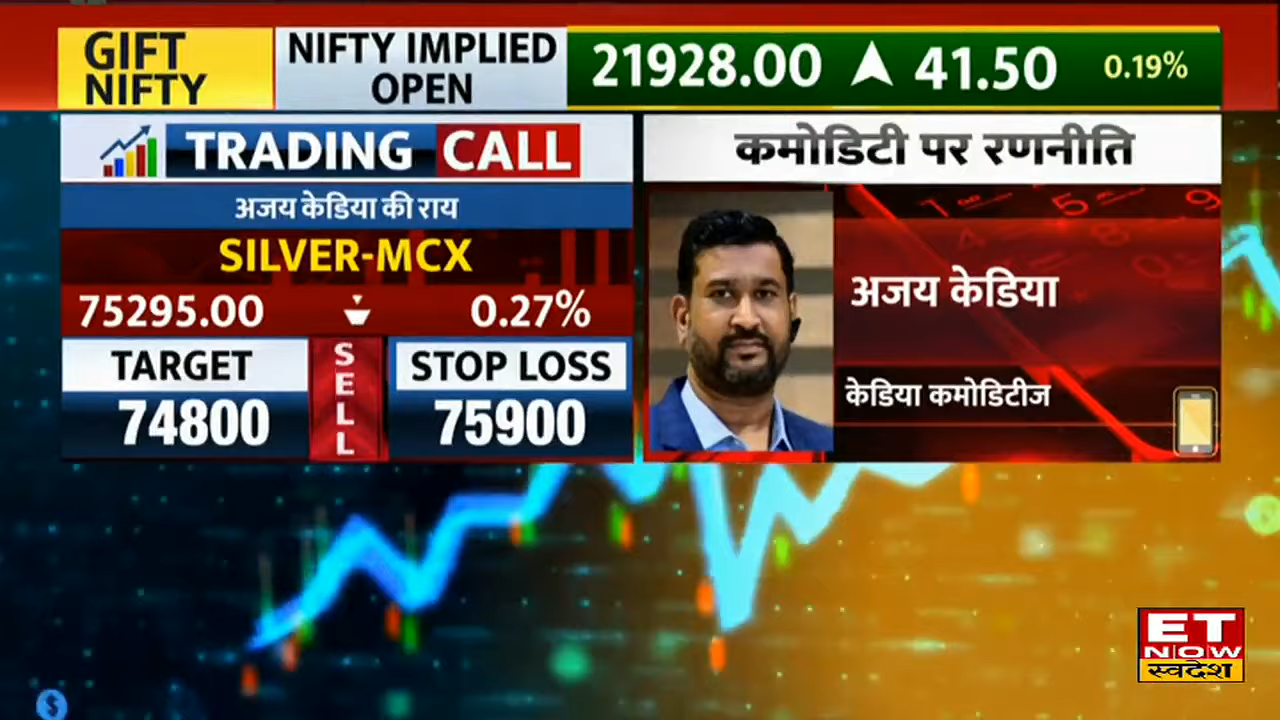 GIFT
NIFTY
NIFTY IMPLIED
OPEN
21928.00 ▲ 41.50 0.19%
TRADING CALL
अजय केडिया की राय
SILVER-MCX
75295.00 0.27%
TARGET
74800
SELL
STOP LOSS
75900
कमोडिटी पर रणनीति
अजय केडिया
केडिया कमोडिटीज
ET
NOW
स्वदेश